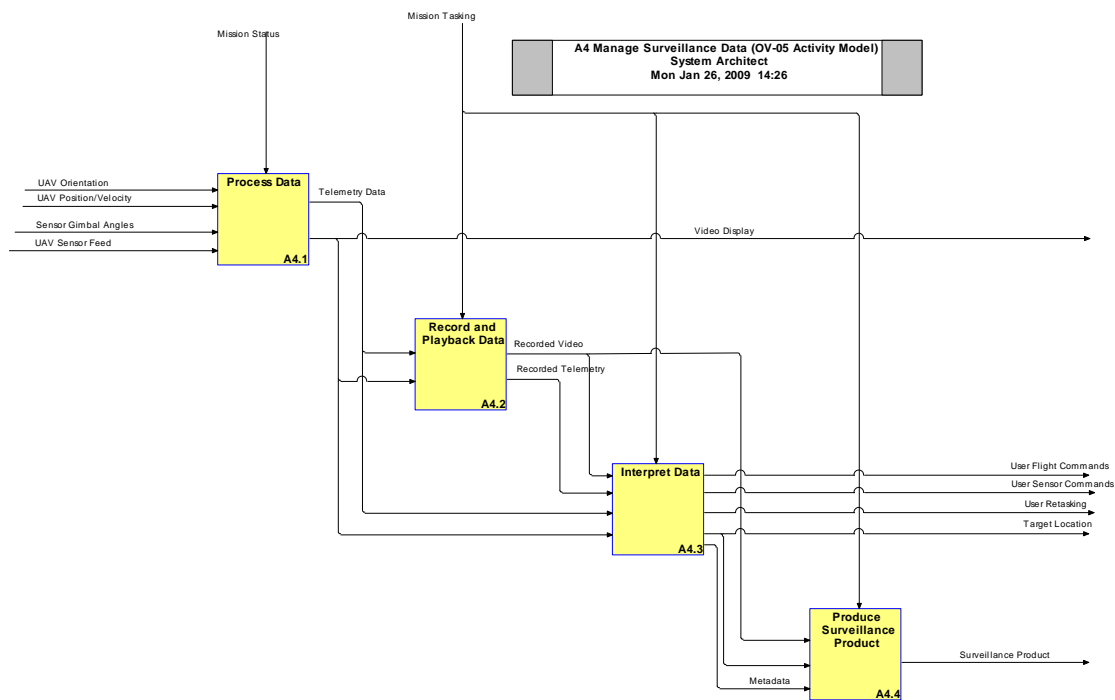 Mission Tasking
Mission Status
A4 Manage Surveillance Data (OV-05 Activity Model)
System Architect
Mon Jan 26, 2009 14:26
UAV Orientation
UAV Position/Velocity
Sensor Gimbal Angles
UAV Sensor Feed
Process Data
A4.1
Telemetry Data
Video Display
Record and
Playback Data
A4.2
Recorded Video
Recorded Telemetry
Interpret Data
A4.3
User Flight Commands
User Sensor Commands
User Retasking
Target Location
Produce
Surveillance
Product
A4.4
Metadata
Surveillance Product